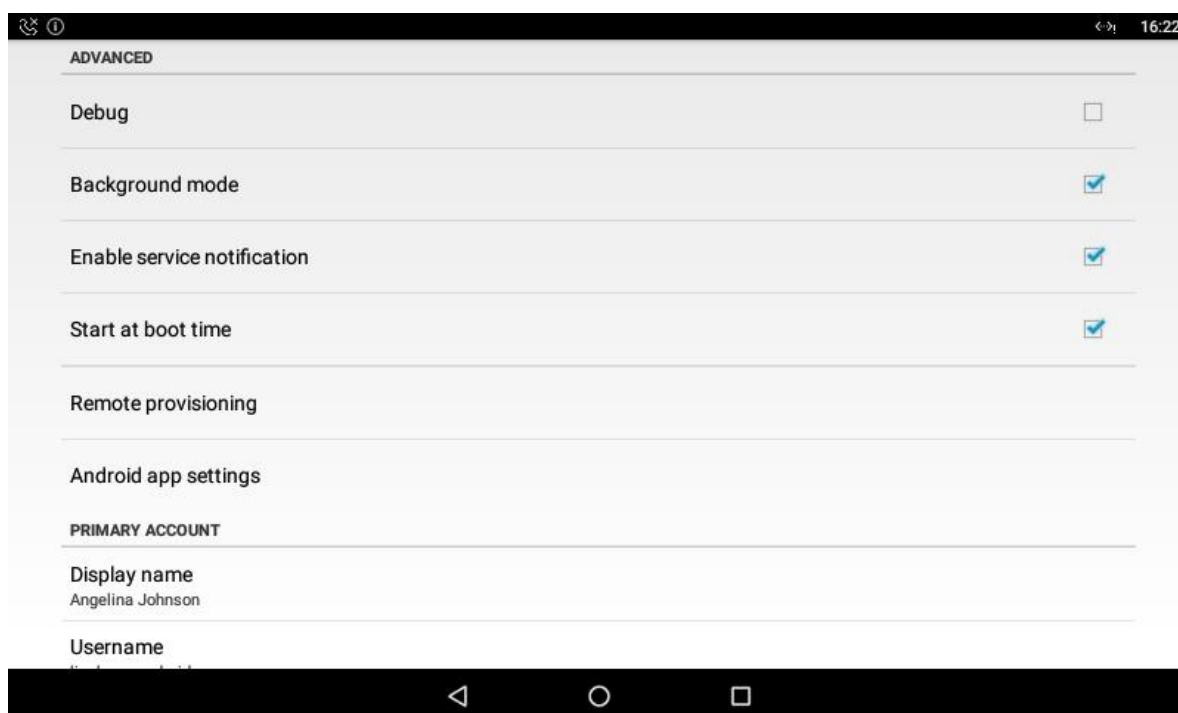 16:22
ADVANCED
Debug
Background mode
Enable service notification
Start at boot time
Remote provisioning
Android app settings
PRIMARY ACCOUNT
Display name
Angelina Johnson
Username